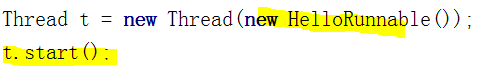 Thread t = new Thread(new HelloRunnable());
t.start();